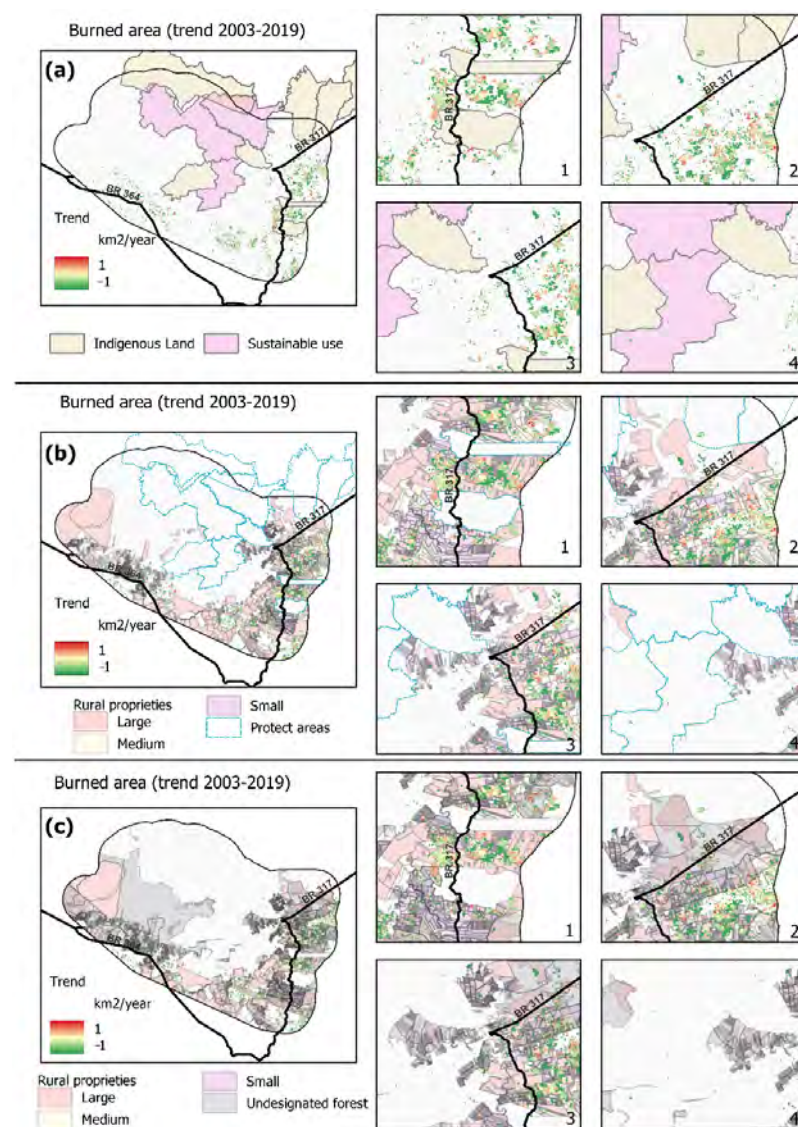 Burned area (trend 2003-2019)
(a)
BR 317
BR 364
Trend
km2/year
1
-1
Indigenous Land
Sustainable use
BR 317
1
BR 317
2
BR 317
3
4
Burned area (trend 2003-2019)
(b)
BR 317
BR
Trend
km2/year
1
-1
Rural proprieties
Large
Medium
Small
Protect areas
BR 317
1
BR 317
2
BR 317
3
4
Burned area (trend 2003-2019)
(c)
BR 317
BR
Trend
km2/year
1
-1
Rural proprieties
Large
Medium
Small
Undesignated forest
BR 317
1
BR 317
2
BR 317
3
4